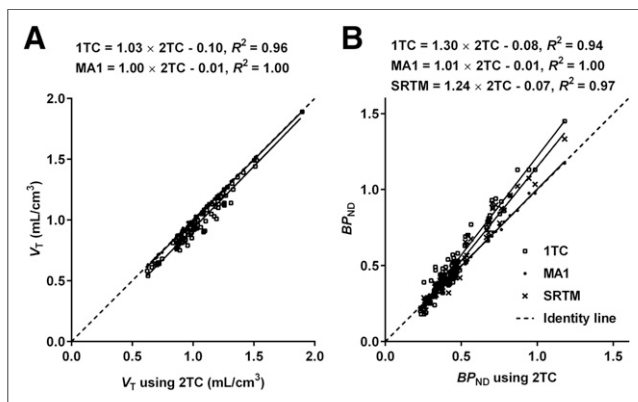 A
1TC = 1.03 × 2TC - 0.10, R² = 0.96
MA1 = 1.00 × 2TC - 0.01, R² = 1.00
2.0
1.5
1.0
0.5
0.0
0.0 0.5 1.0 1.5 2.0
V_T (mL/cm³)
V_T using 2TC (mL/cm³)
B
1TC = 1.30 × 2TC - 0.08, R² = 0.94
MA1 = 1.01 × 2TC - 0.01, R² = 1.00
SRTM = 1.24 × 2TC - 0.07, R² = 0.97
1.5
1.0
0.5
0.0
0.0 0.5 1.0 1.5
BP_ND
BP_ND using 2TC
1TC
MA1
SRTM
Identity line